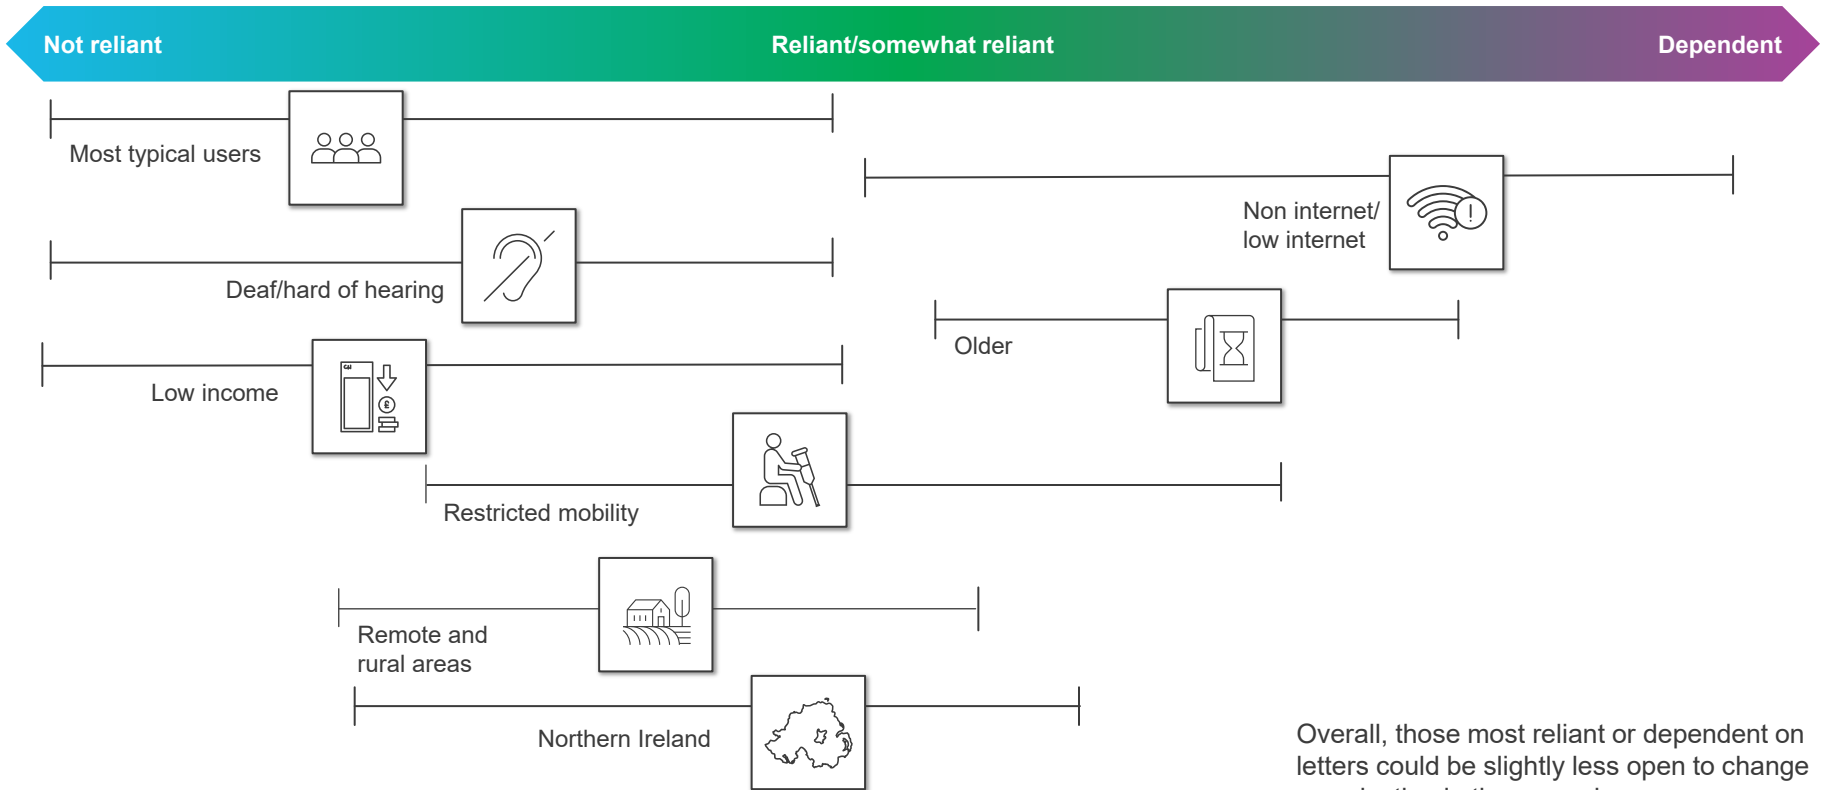 Not reliant
Reliant/somewhat reliant
Dependent
Most typical users
Non internet/
low internet
Deaf/hard of hearing
Older
Low income
£
Restricted mobility
Remote and
rural areas
Northern Ireland
Overall, those most reliant or dependent on
letters could be slightly less open to change